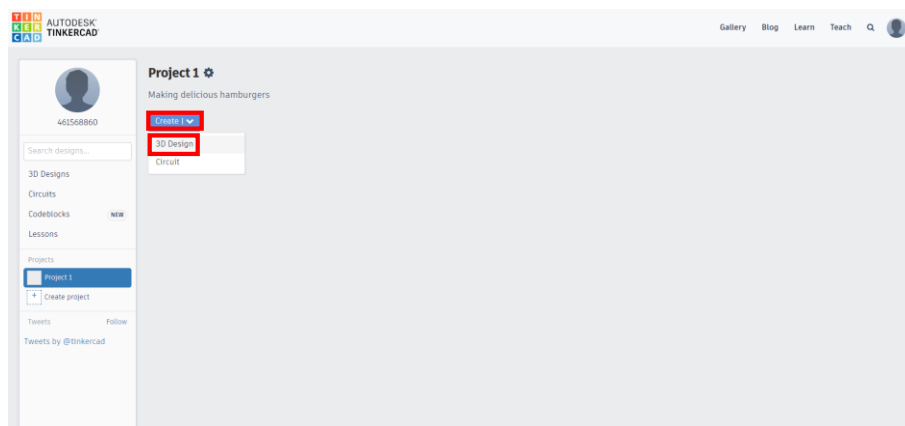 TIN
KER
CAD
AUTODESK®
TINKERCAD®
Gallery Blog Learn Teach
461568860
Search designs...
3D Designs
Circuits
Codeblocks NEW
Lessons
Projects
Project 1
+ Create project
Tweets Follow
Tweets by @tinkercad
Project 1
Making delicious hamburgers
Create
3D Design
Circuit